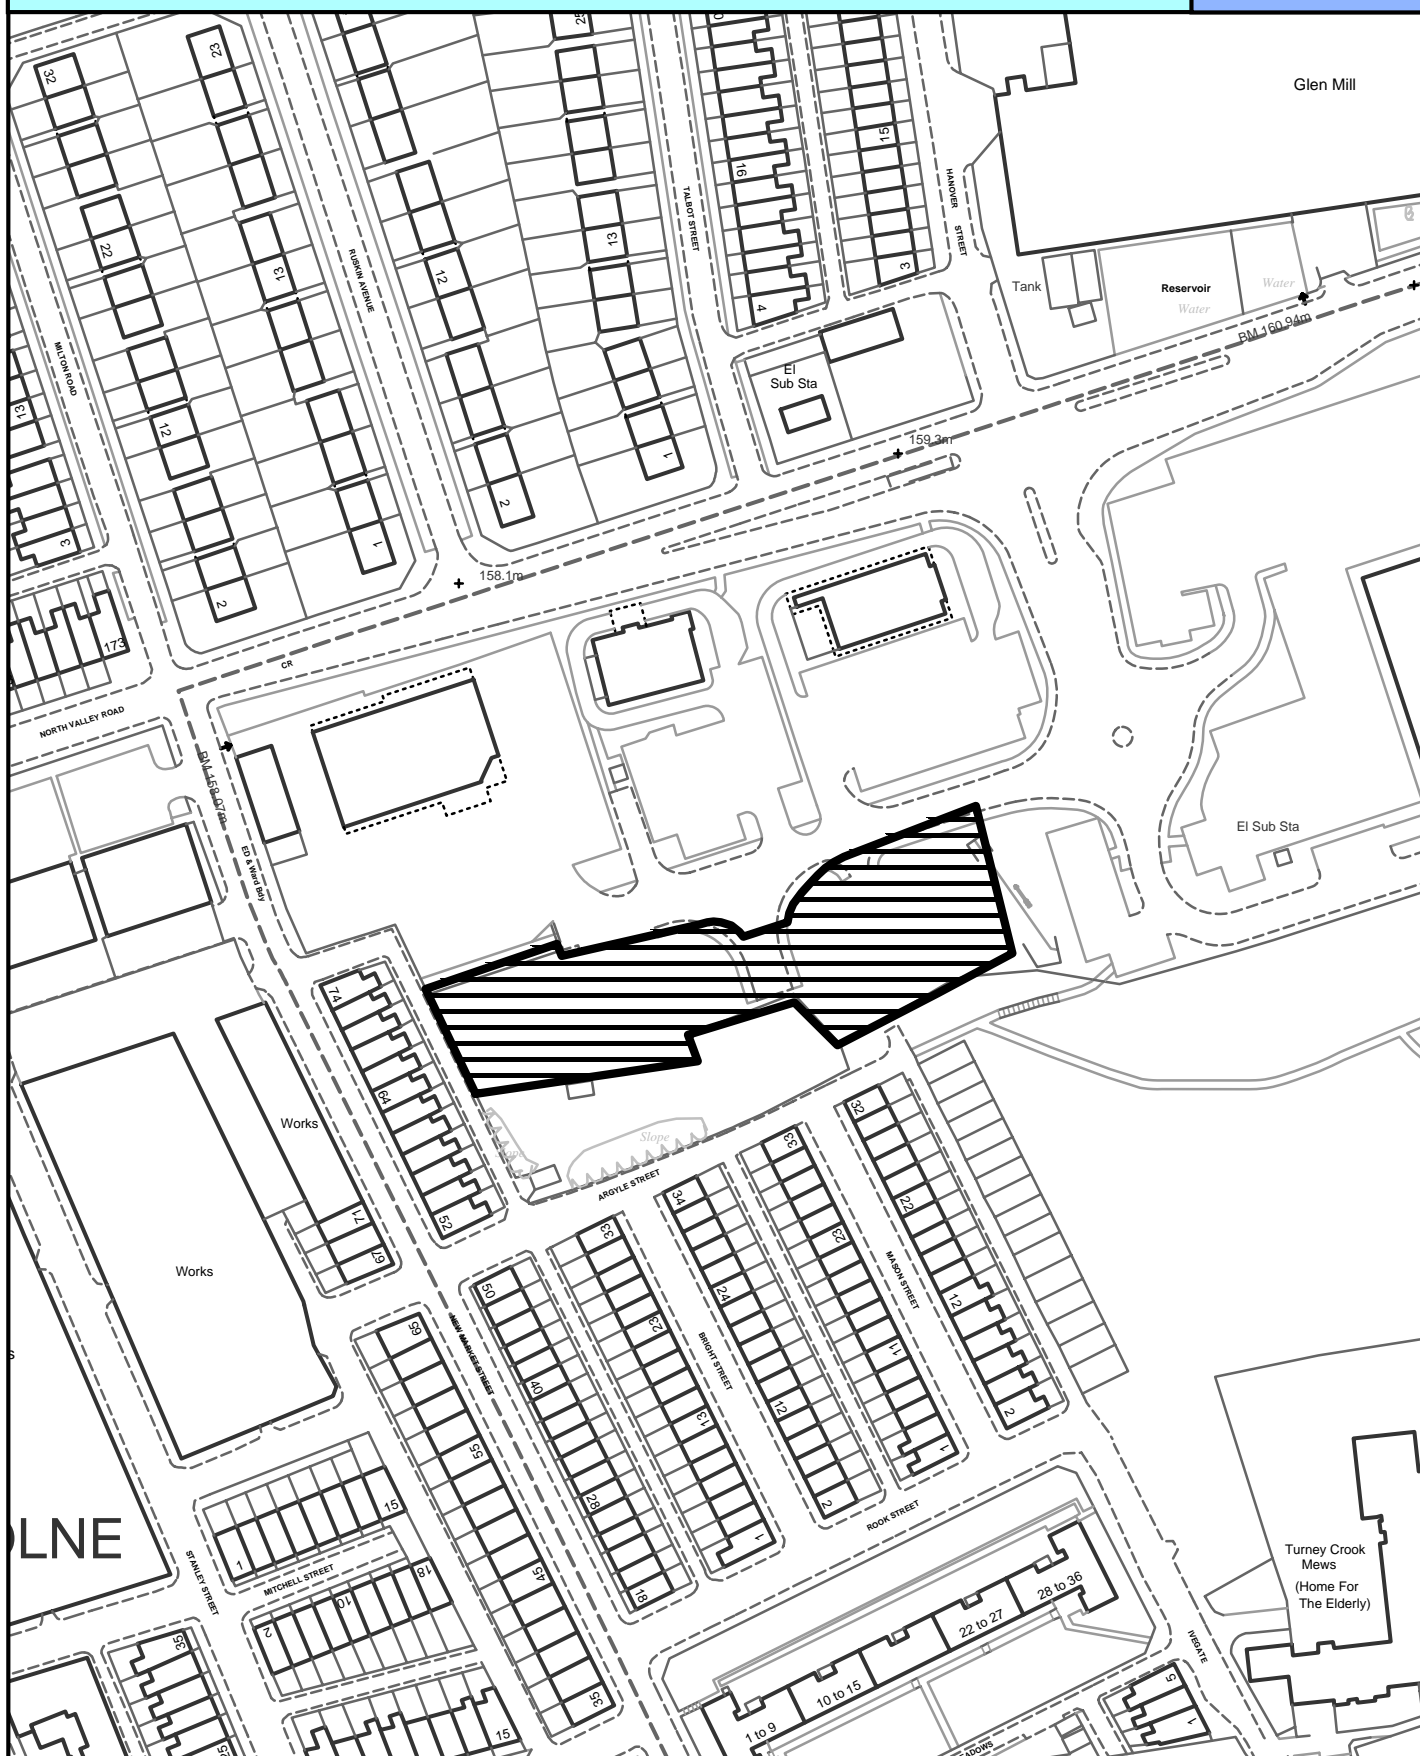 25
23
32
Glen Mill
15
16
HANOVER
STREET
TALBOT STREET
13
22
RUSKIN AVENUE
13
12
3
Tank
Reservoir
Water
Water
4
BM 160.94m
MILTON ROAD
El
Sub Sta
13
12
159.3m
1
2
3
1
158.1m
2
173
CR
NORTH VALLEY ROAD
BM 158.07m
El Sub Sta
ED & Ward Bdy
74
64
Works
32
33
Slope
Slope
ARGYLE STREET
34
22
52
71
33
23
67
Works
MASON STREET
50
24
12
65
NEW MARKET STREET
23
BRIGHT STREET
11
40
12
2
13
55
1
15
28
2
ROOK STREET
OLNE
1
1
STANLEY STREET
MITCHELL STREET
18
45
Turney Crook
Mews
(Home For
The Elderly)
10
18
28 to 36
2
22 to 27
35
IVEGATE
5
10 to 15
35
1
15
1 to 9